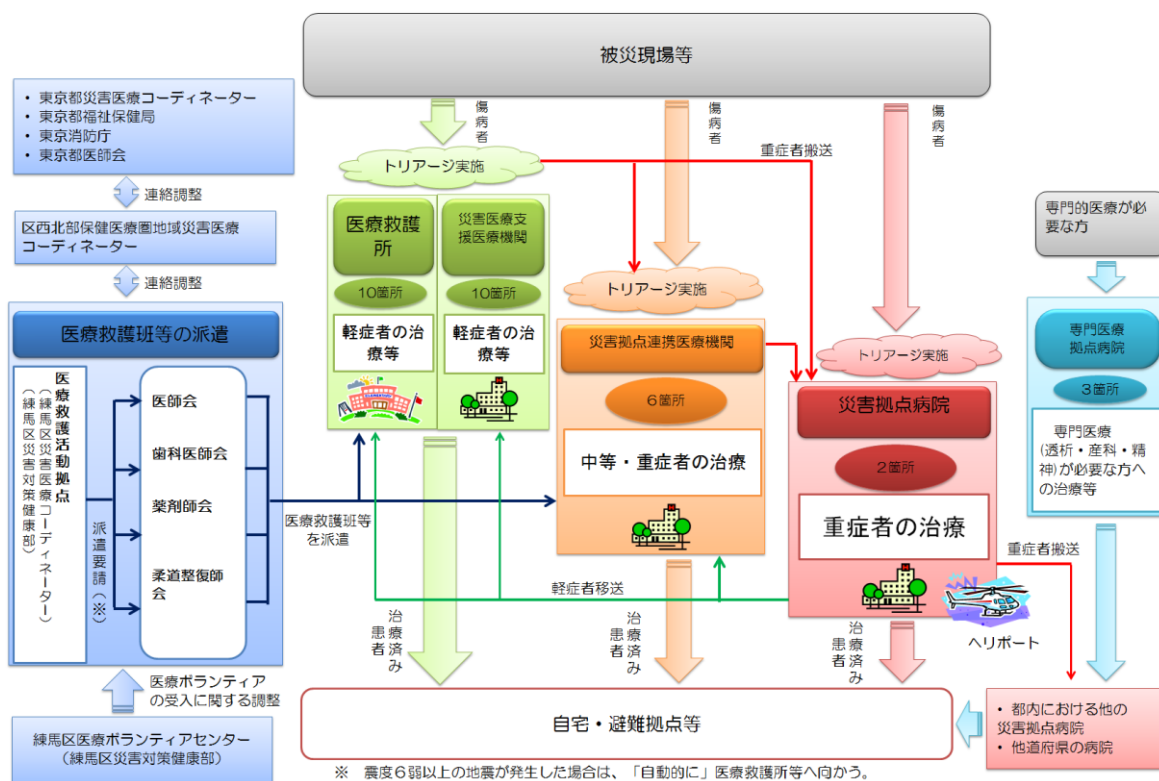 被災現場等
・ 東京都災害医療コーディネーター
・ 東京都福祉保健局
・ 東京消防庁
・ 東京都医師会
連絡調整
区西北部保健医療圏地域災害医療
コーディネーター
連絡調整
医療救護班等の派遣
医療救護活動拠点
(練馬区災害医療コーディネーター)
(練馬区災害対策健康部)
派遣要請(※)
医師会
歯科医師会
薬剤師会
柔道整復師
会
医療ボランティア
の受入に関する調整
練馬区医療ボランティアセンター
(練馬区災害対策健康部)
医療救護班等
を派遣
傷病者
傷病者
傷病者
トリアージ実施
重症者搬送
医療救護
所
10箇所
軽症者の治
療等
災害医療支
援医療機関
10箇所
軽症者の治
療等
トリアージ実施
災害拠点連携医療機関
6箇所
中等・重症者の治療
トリアージ実施
災害拠点病院
2箇所
重症者の治療
専門的医療が必
要な方
専門医療
拠点病院
3箇所
専門医療
(透析・産科・精
神)が必要な方へ
の治療等
重症者搬送
ヘリポート
軽症者移送
治療済み
患者
治療済み
患者
治療済み
患者
自宅・避難拠点等
・ 都内における他の
災害拠点病院
・ 他道府県の病院
※ 震度6弱以上の地震が発生した場合は、「自動的に」医療救護所等へ向かう。